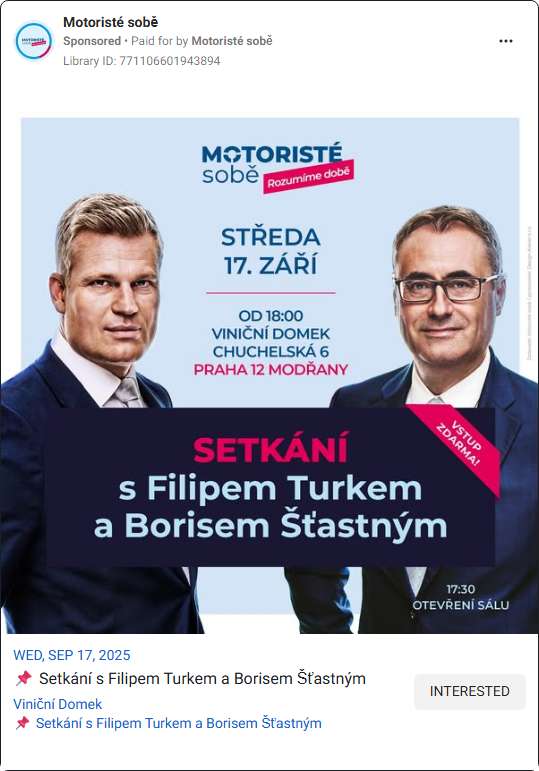 Motoristé sobě
Sponsored • Paid for by Motoristé sobě
Library ID: 771106601943894
MOTORISTÉ
sobě
Rozumíme době
STŘEDA
17. ZÁŘÍ
OD 18:00
VINIČNÍ DOMEK
CHUCHELSKÁ 6
PRAHA 12 MODŘANY
VSTUP
ZDARMA!
SETKÁNÍ
s Filipem Turkem
a Borisem Šťastným
17:30
OTEVŘENÍ SÁLU
WED, SEP 17, 2025
📌 Setkání s Filipem Turkem a Borisem Šťastným
INTERESTED
Viniční Domek
📌 Setkání s Filipem Turkem a Borisem Šťastným